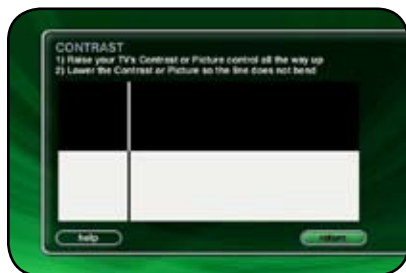 CONTRAST
1) Raise your TV's Contrast or Picture control all the way up
2) Lower the Contrast or Picture so the line does not bend
help
return